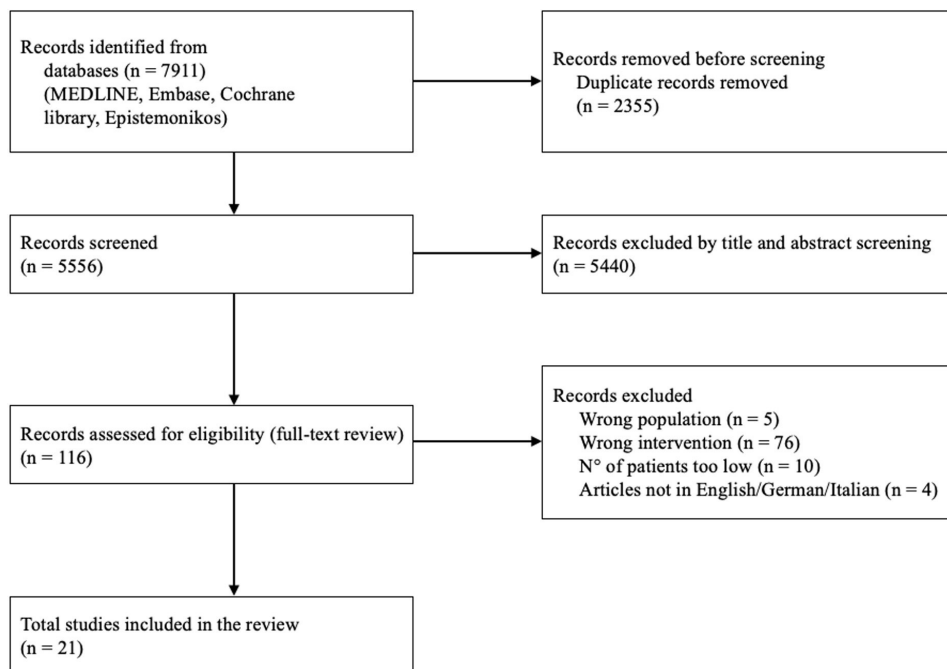 Records identified from
databases (n = 7911)
(MEDLINE, Embase, Cochrane
library, Epistemonikos)
Records removed before screening
Duplicate records removed
(n = 2355)
Records screened
(n = 5556)
Records excluded by title and abstract screening
(n = 5440)
Records assessed for eligibility (full-text review)
(n = 116)
Records excluded
Wrong population (n = 5)
Wrong intervention (n = 76)
N° of patients too low (n = 10)
Articles not in English/German/Italian (n = 4)
Total studies included in the review
(n = 21)